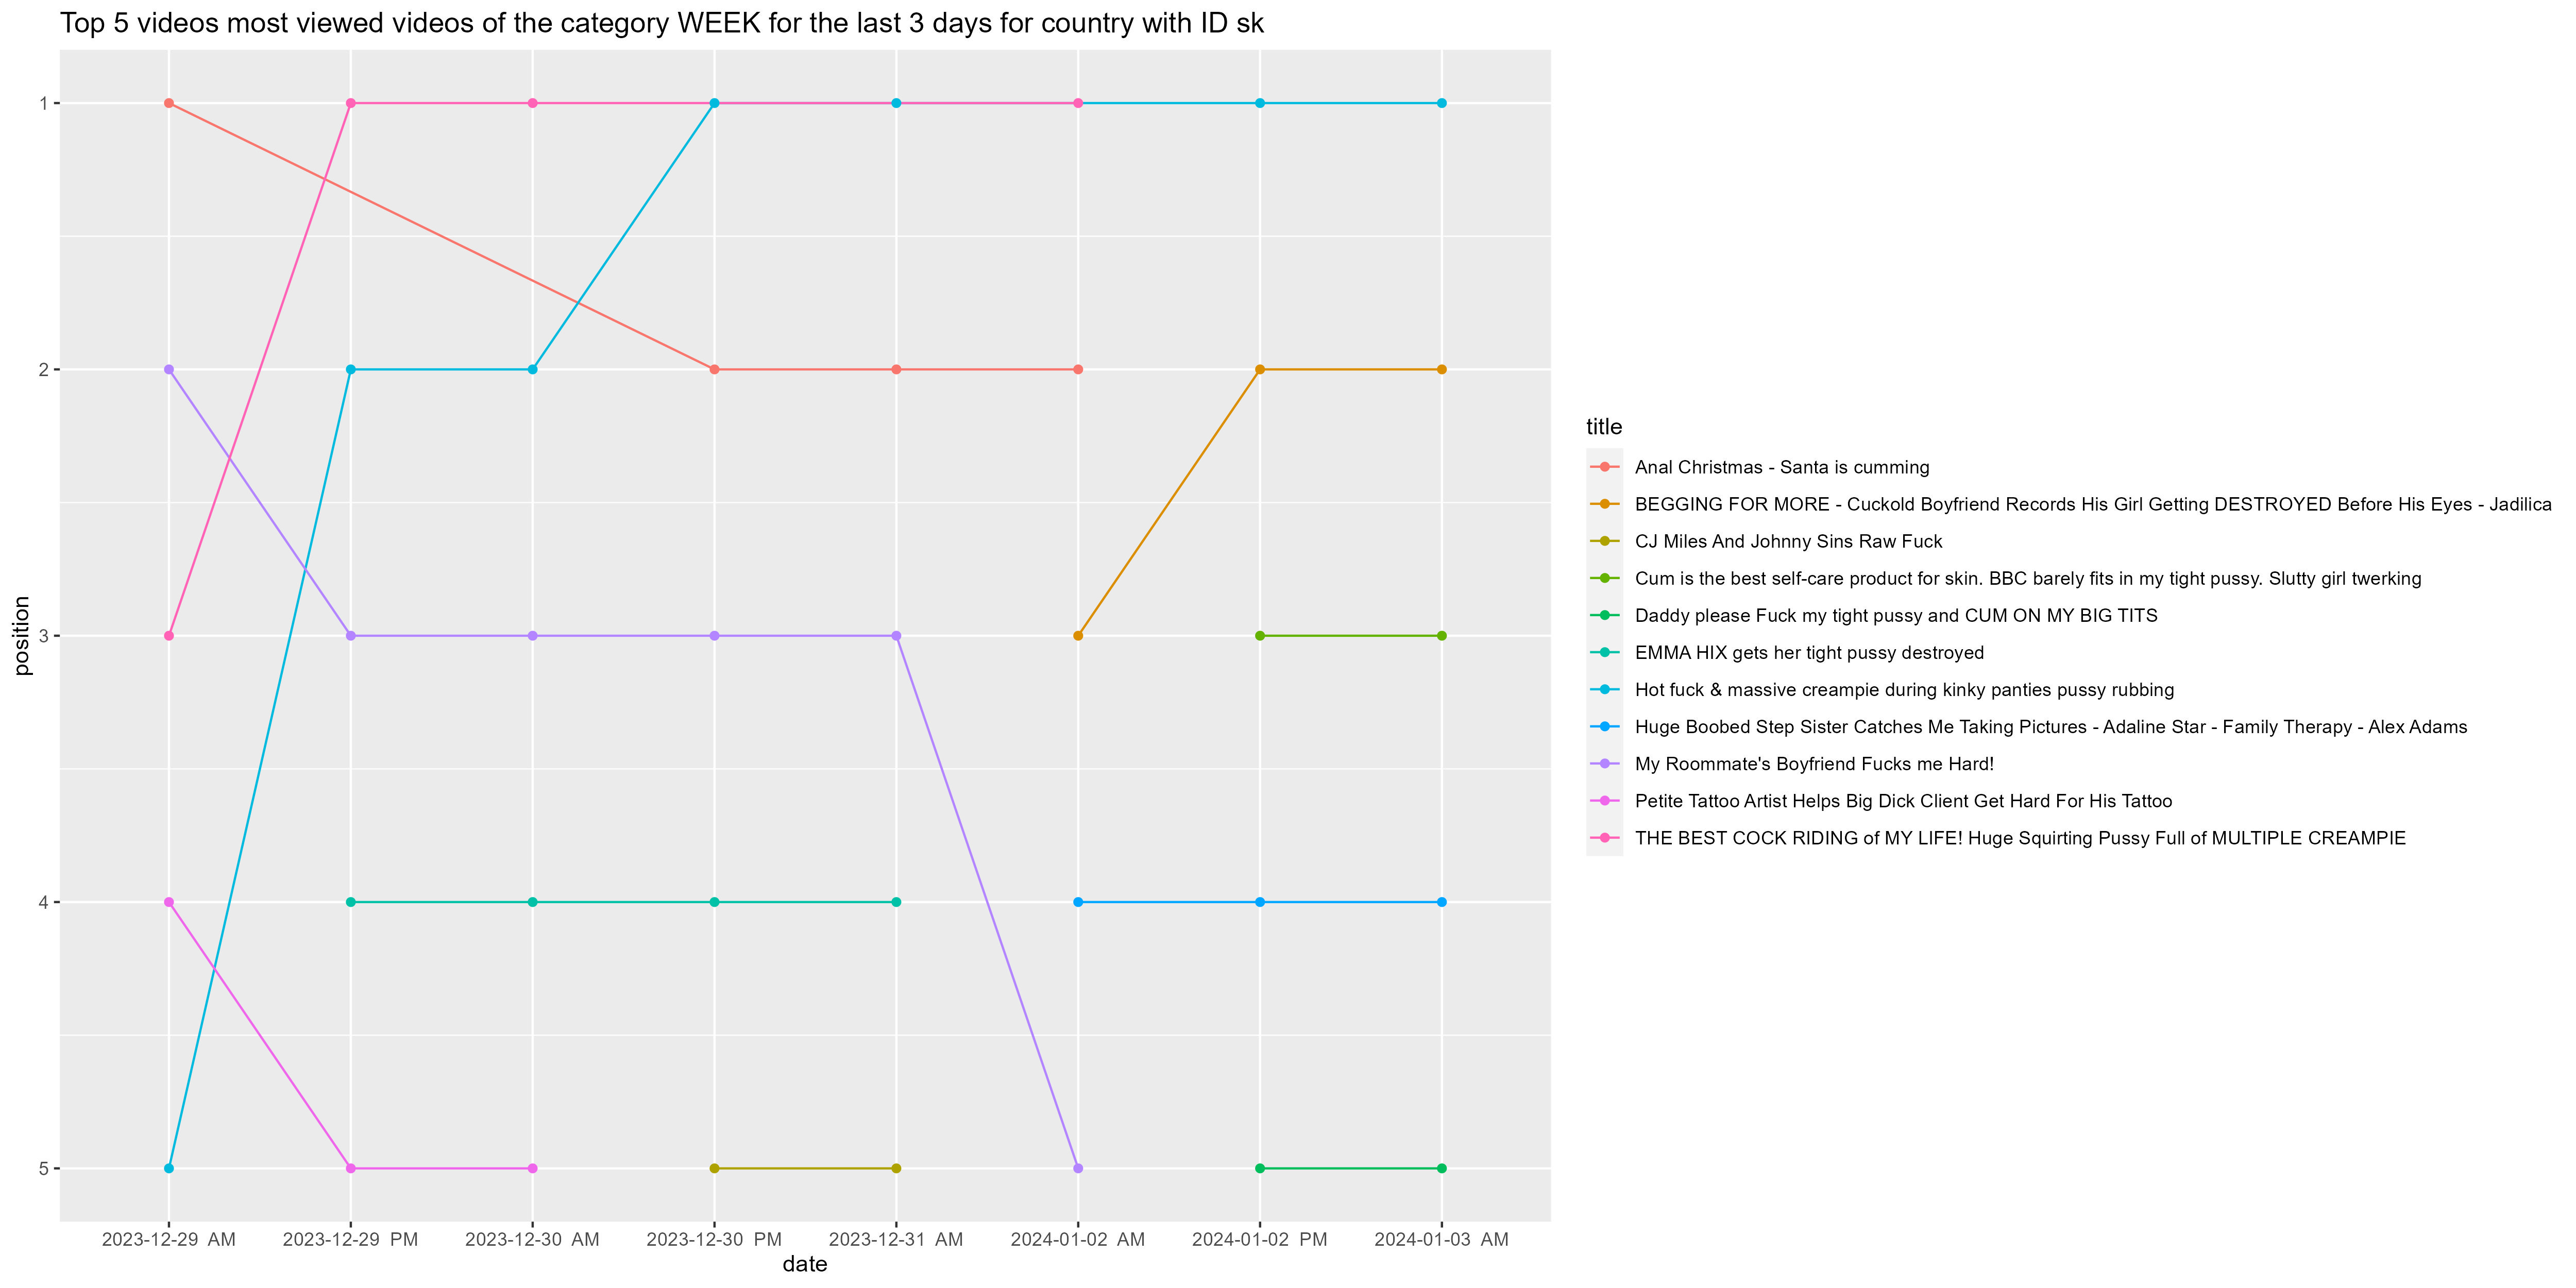 Top 5 videos most viewed videos of the category WEEK for the last 3 days for country with ID sk
1
2
3
4
5
position
2023-12-29 AM
2023-12-29 PM
2023-12-30 AM
2023-12-30 PM
2023-12-31 AM
2024-01-02 AM
2024-01-02 PM
2024-01-03 AM
date
title
Anal Christmas - Santa is cumming
BEGGING FOR MORE - Cuckold Boyfriend Records His Girl Getting DESTROYED Before His Eyes - Jadilica
CJ Miles And Johnny Sins Raw Fuck
Cum is the best self-care product for skin. BBC barely fits in my tight pussy. Slutty girl twerking
Daddy please Fuck my tight pussy and CUM ON MY BIG TITS
EMMA HIX gets her tight pussy destroyed
Hot fuck & massive creampie during kinky panties pussy rubbing
Huge Boobed Step Sister Catches Me Taking Pictures - Adaline Star - Family Therapy - Alex Adams
My Roommate's Boyfriend Fucks me Hard!
Petite Tattoo Artist Helps Big Dick Client Get Hard For His Tattoo
THE BEST COCK RIDING of MY LIFE! Huge Squirting Pussy Full of MULTIPLE CREAMPIE